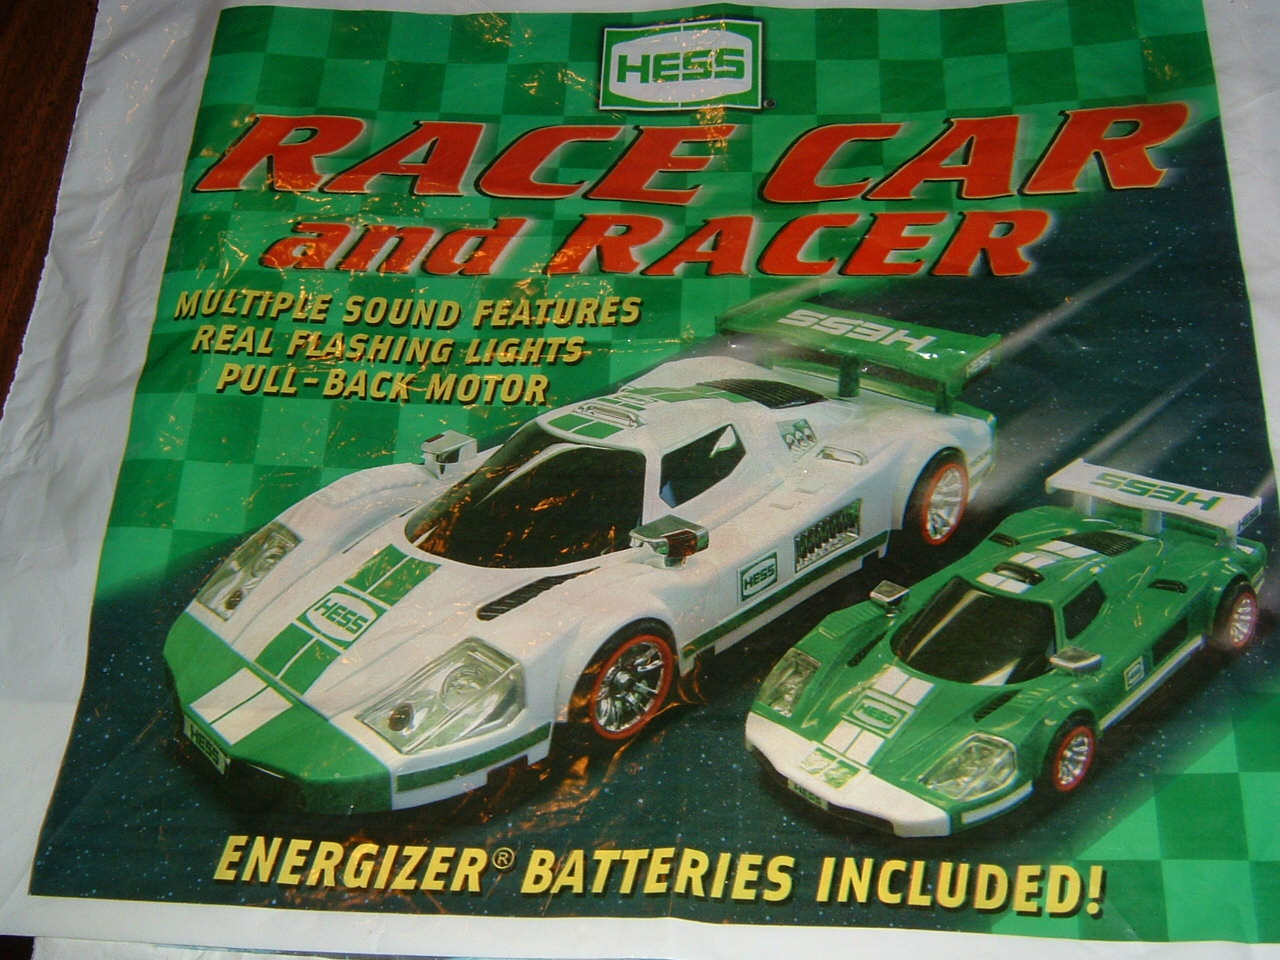 HESS
RACE CAR
and RACER
MULTIPLE SOUND FEATURES
REAL FLASHING LIGHTS
PULL-BACK MOTOR
HESS
HESS
HESS
HESS
HESS
HESS
HESS
ENERGIZER® BATTERIES INCLUDED!